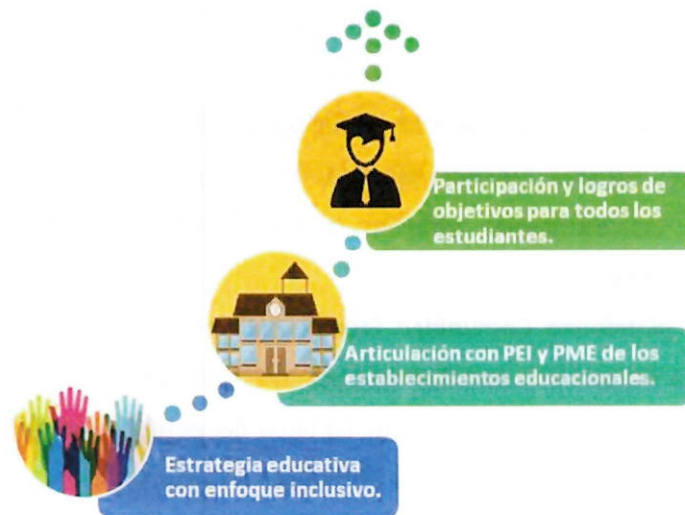 Participación y logros de
objetivos para todos los
estudiantes.
Articulación con PEI y PME de los
establecimientos educacionales.
Estrategia educativa
con enfoque inclusivo.